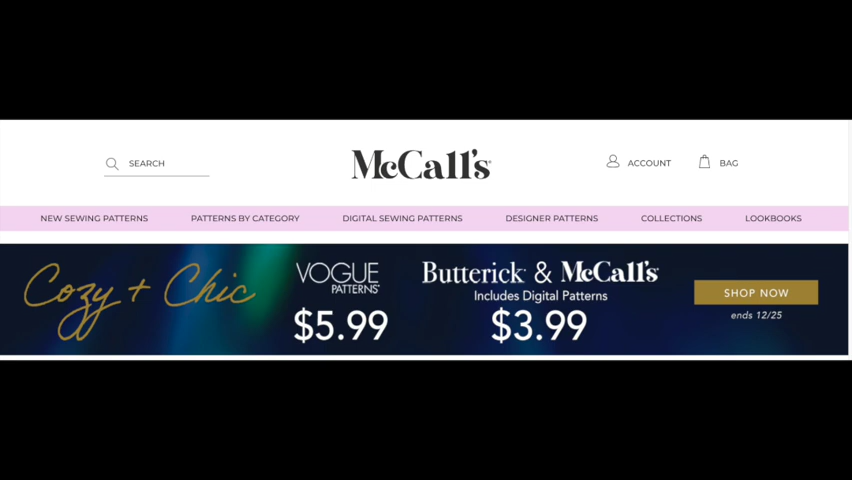 SEARCH
McCall's
ACCOUNT
BAG
NEW SEWING PATTERNS
PATTERNS BY CATEGORY
DIGITAL SEWING PATTERNS
DESIGNER PATTERNS
COLLECTIONS
LOOKBOOKS
Cozy + Chic
VOGUE
PATTERNS
$5.99
Butterick & McCall's
Includes Digital Patterns
$3.99
SHOP NOW
ends 12/25